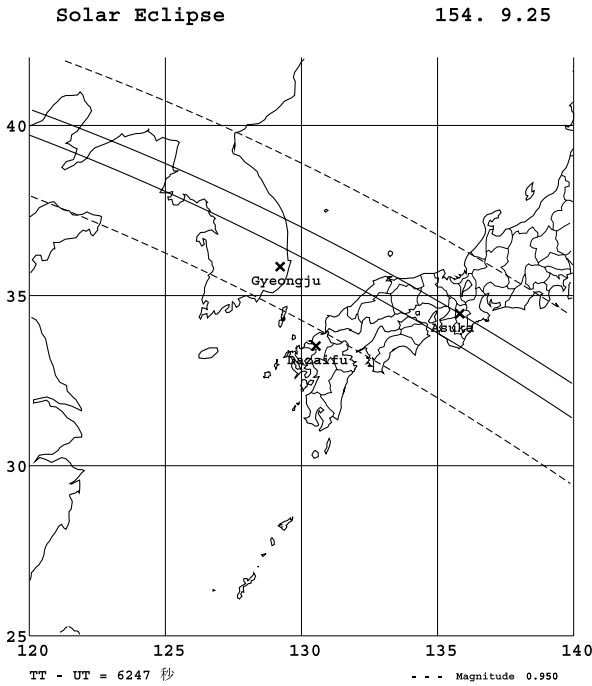 Solar Eclipse 154. 9.25
40
Gyeongju
35
Asuka
Dazaifu
30
25
120 125 130 135 140
TT - UT = 6247 秒
- - - Magnitude 0.950